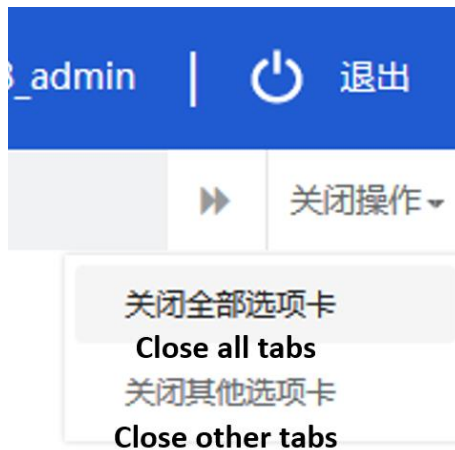 _admin | 退出
关闭操作
关闭全部选项卡
Close all tabs
关闭其他选项卡
Close other tabs